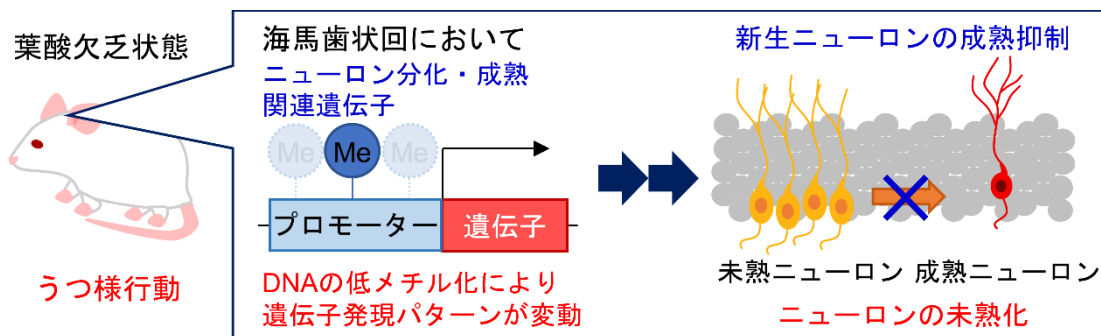 葉酸欠乏状態
うつ様行動
海馬歯状回において
ニューロン分化・成熟
関連遺伝子
Me Me Me
プロモーター 遺伝子
DNAの低メチル化により
遺伝子発現パターンが変動
新生ニューロンの成熟抑制
未熟ニューロン 成熟ニューロン
ニューロンの未熟化